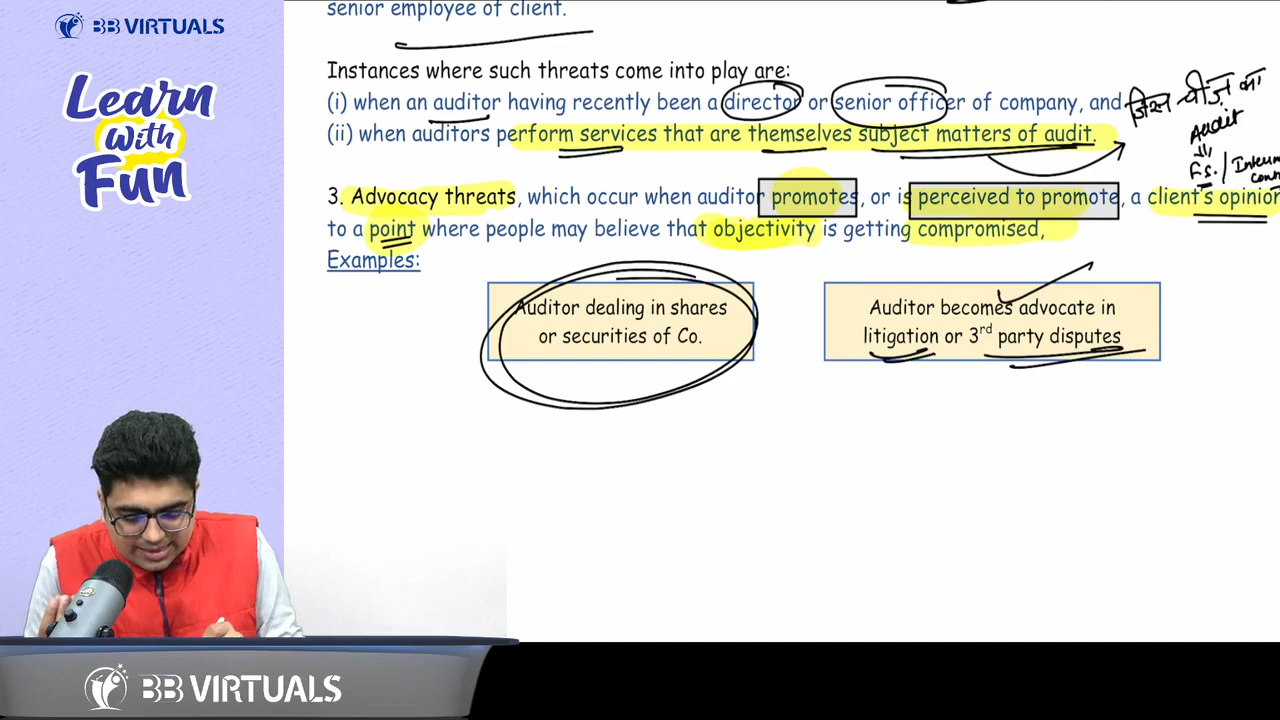 BB VIRTUALS
Learn
With
Fun
senior employee of client.
Instances where such threats come into play are:
(i) when an auditor having recently been a director or senior officer of company, and
(ii) when auditors perform services that are themselves subject matters of audit.
जिस चीज का
Audit
F.S. /
3. Advocacy threats, which occur when auditor promotes, or is perceived to promote, a client's opinion
to a point where people may believe that objectivity is getting compromised,
Examples:
Auditor dealing in shares
or securities of Co.
Auditor becomes advocate in
litigation or 3rd party disputes
BB VIRTUALS